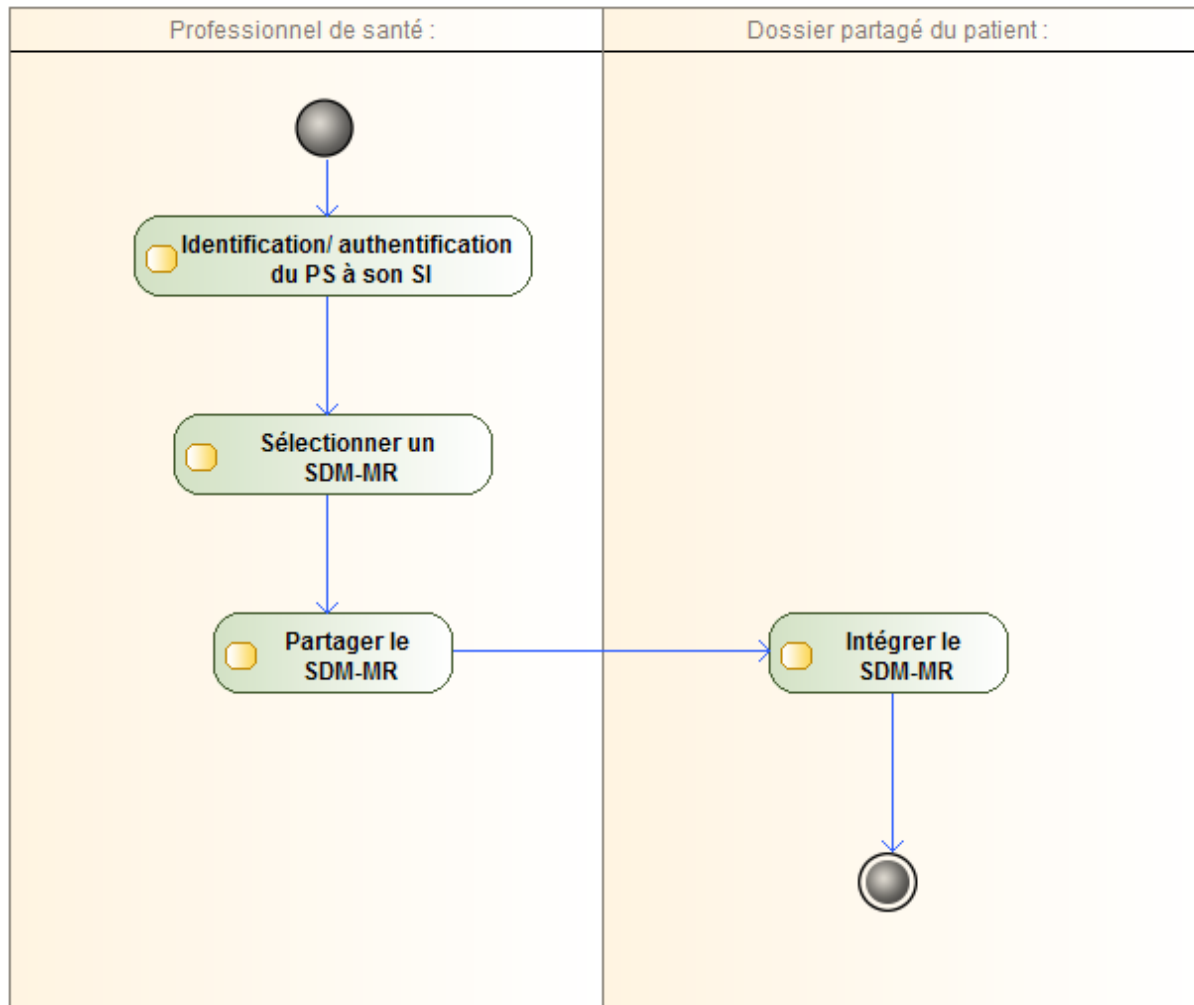 Professionnel de santé :
Dossier partagé du patient :
Identification/ authentification
du PS à son SI
Sélectionner un
SDM-MR
Partager le
SDM-MR
Intégrer le
SDM-MR